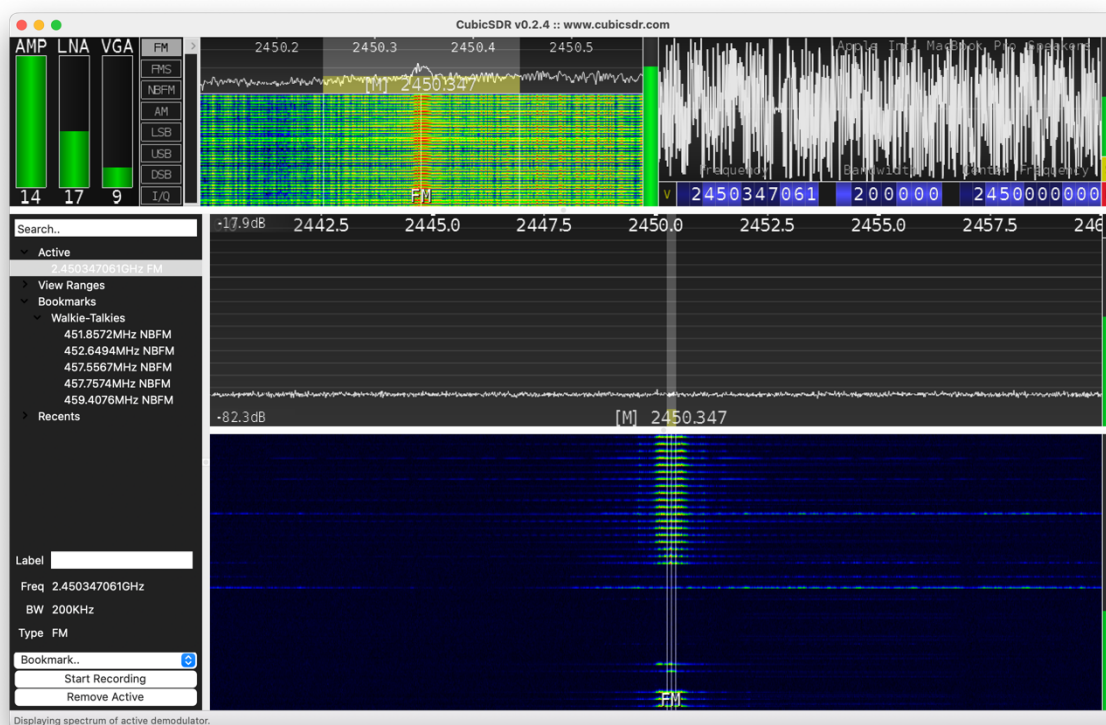 CubicSDR v0.2.4 :: www.cubicsdr.com
AMP LNA VGA
14 17 9
FM
FMS
NBFM
AM
LSB
USB
DSB
I/Q
2450.2 2450.3 2450.4 2450.5
[M] 2450.347
FM
Apple Inc.: MacBook Pro Speakers
Frequency Bandwidth Center Frequency
V 2450347061 200000 2450000000
Search..
Active
2.450347061GHz FM
View Ranges
Bookmarks
Walkie-Talkies
451.8572MHz NBFM
452.6494MHz NBFM
457.5567MHz NBFM
457.7574MHz NBFM
459.4076MHz NBFM
Recents
Label
Freq 2.450347061GHz
BW 200KHz
Type FM
Bookmark..
Start Recording
Remove Active
-17.9dB 2442.5 2445.0 2447.5 2450.0 2452.5 2455.0 2457.5 246
-82.3dB
[M] 2450.347
FM
Displaying spectrum of active demodulator.